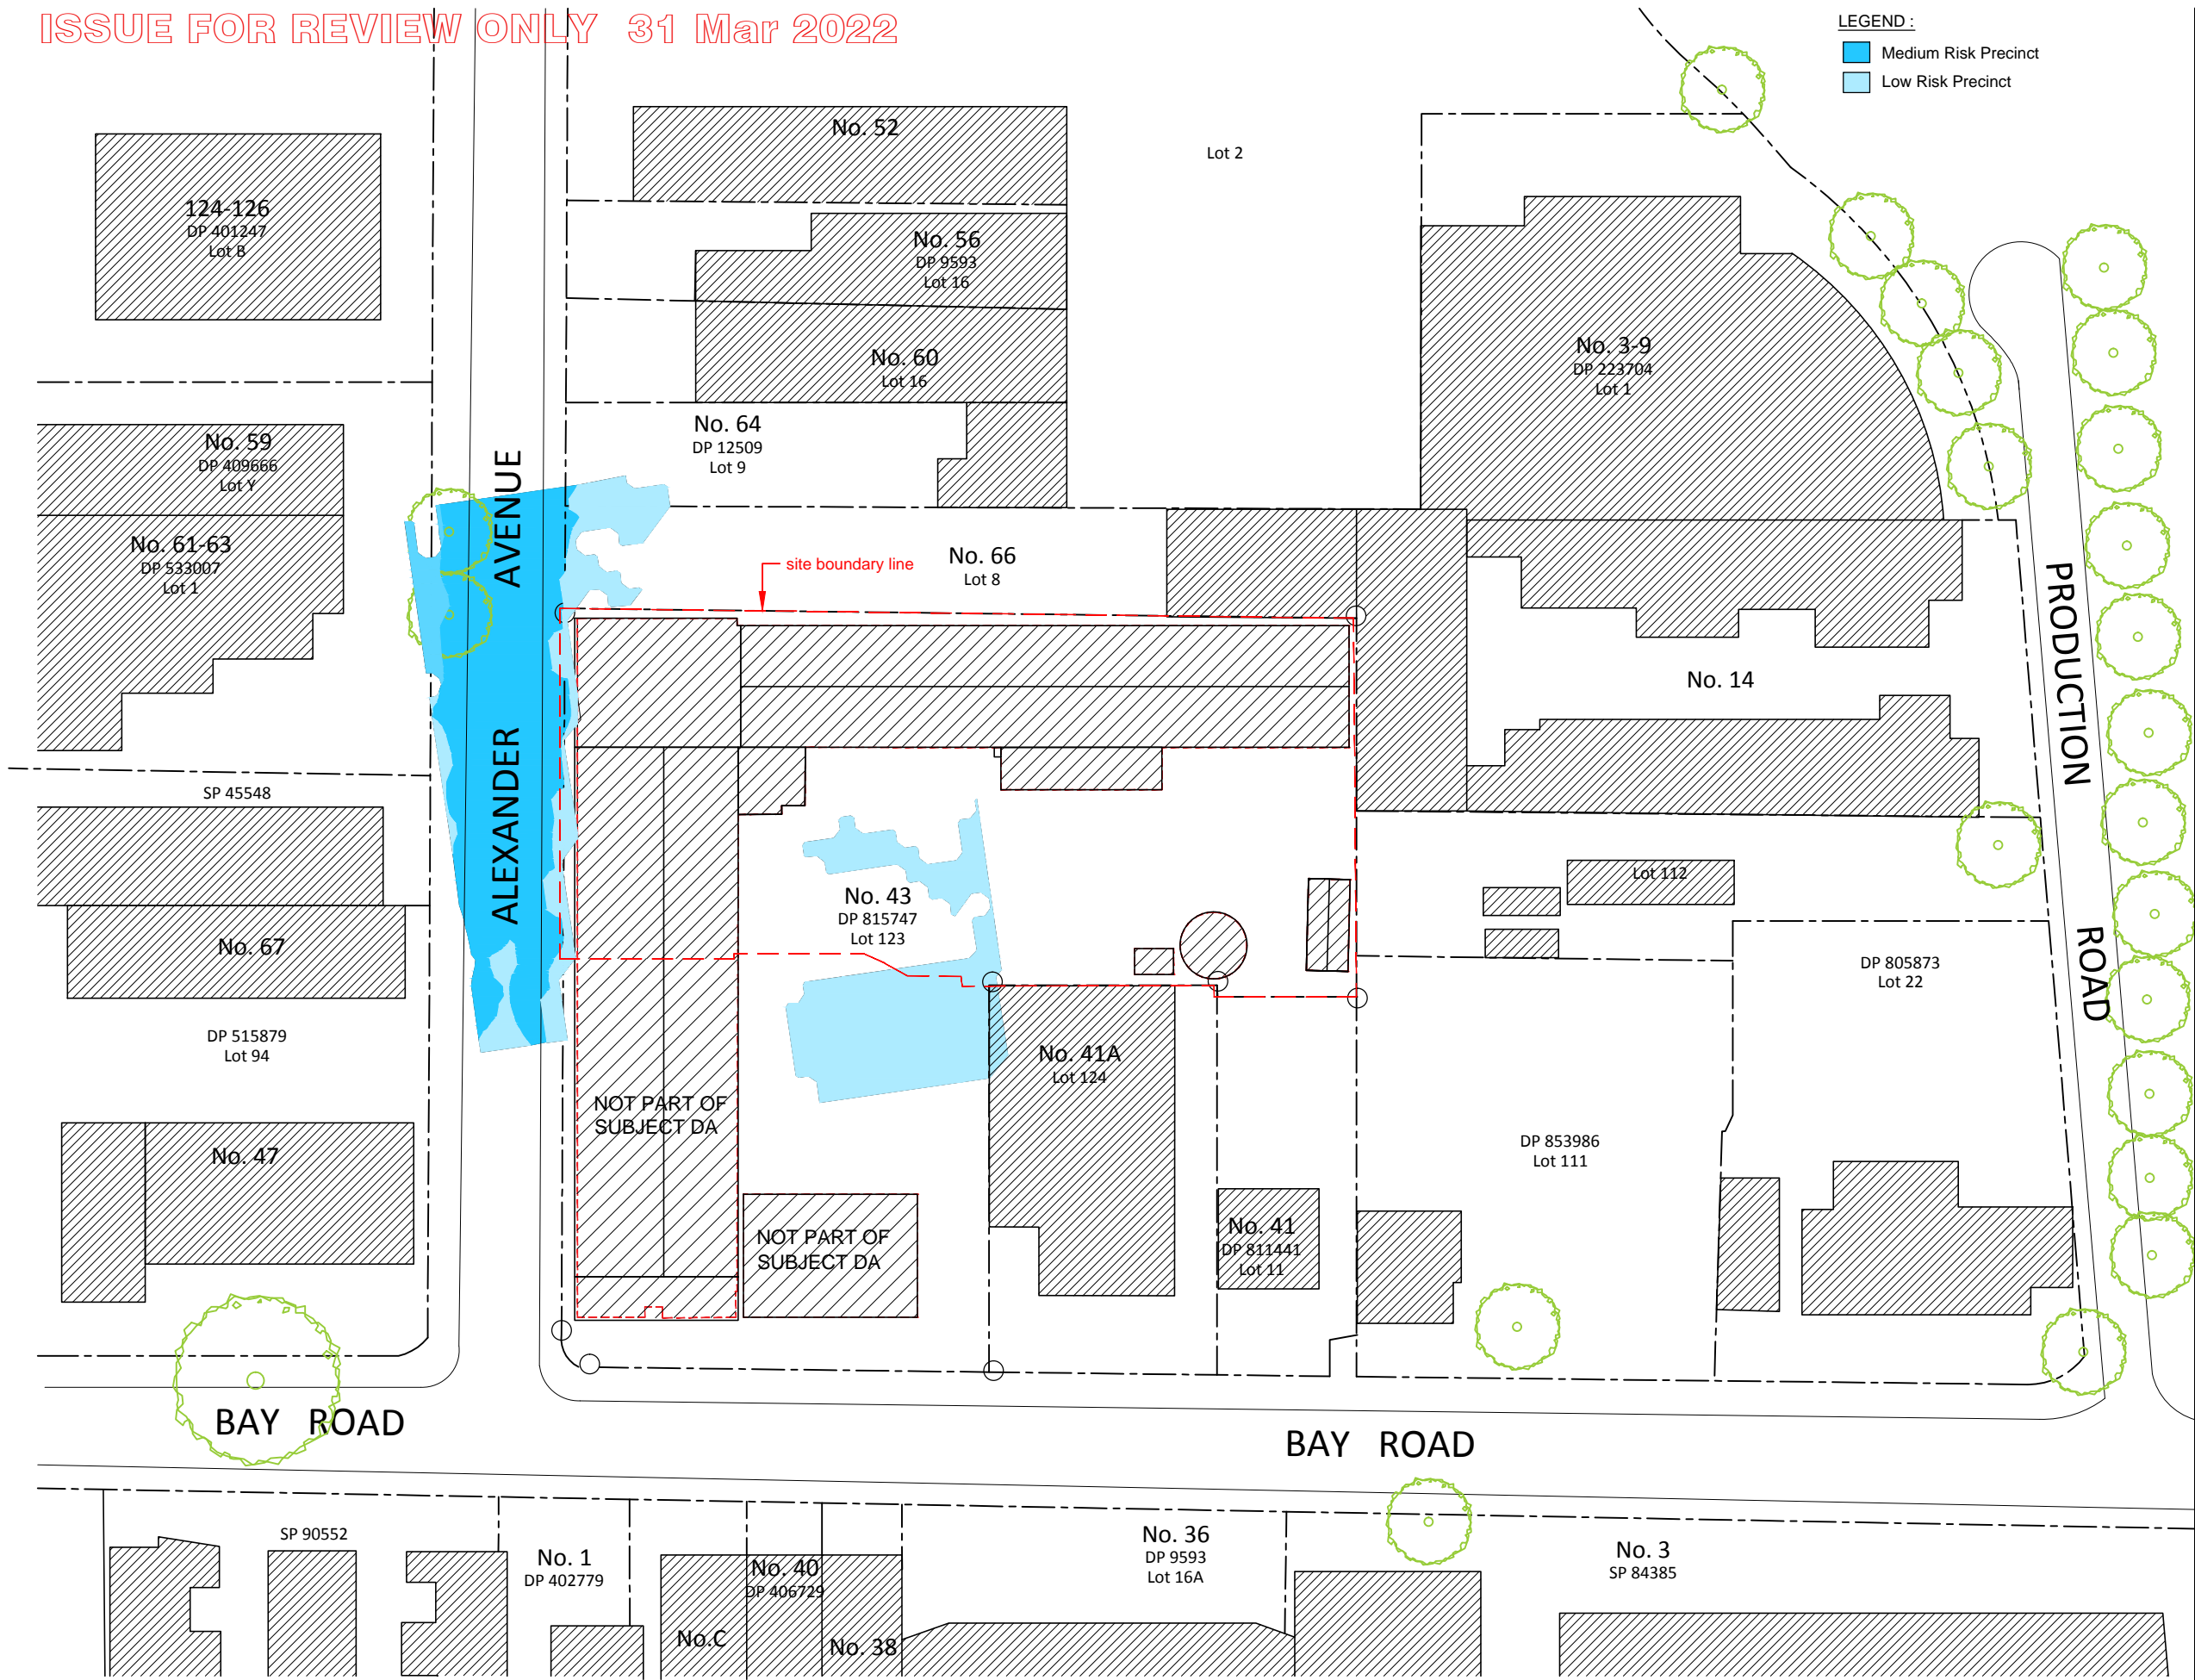 ISSUE FOR REVIEW ONLY 31 Mar 2022
LEGEND :
Medium Risk Precinct
Low Risk Precinct
No. 52
Lot 2
124-126
DP 401247
Lot B
No. 56
DP 9593
Lot 16
No. 60
Lot 16
No. 3-9
DP 223704
Lot 1
No. 64
DP 12509
Lot 9
No. 59
DP 409666
Lot Y
No. 61-63
DP 533007
Lot 1
ALEXANDER AVENUE
site boundary line
No. 66
Lot 8
No. 14
PRODUCTION ROAD
SP 45548
No. 67
No. 43
DP 815747
Lot 123
Lot 112
DP 805873
Lot 22
DP 515879
Lot 94
No. 41A
Lot 124
NOT PART OF
SUBJECT DA
DP 853986
Lot 111
No. 47
NOT PART OF
SUBJECT DA
No. 41
DP 811441
Lot 11
BAY ROAD
BAY ROAD
SP 90552
No. 1
DP 402779
No. 40
DP 406729
No.C
No. 38
No. 36
DP 9593
Lot 16A
No. 3
SP 84385